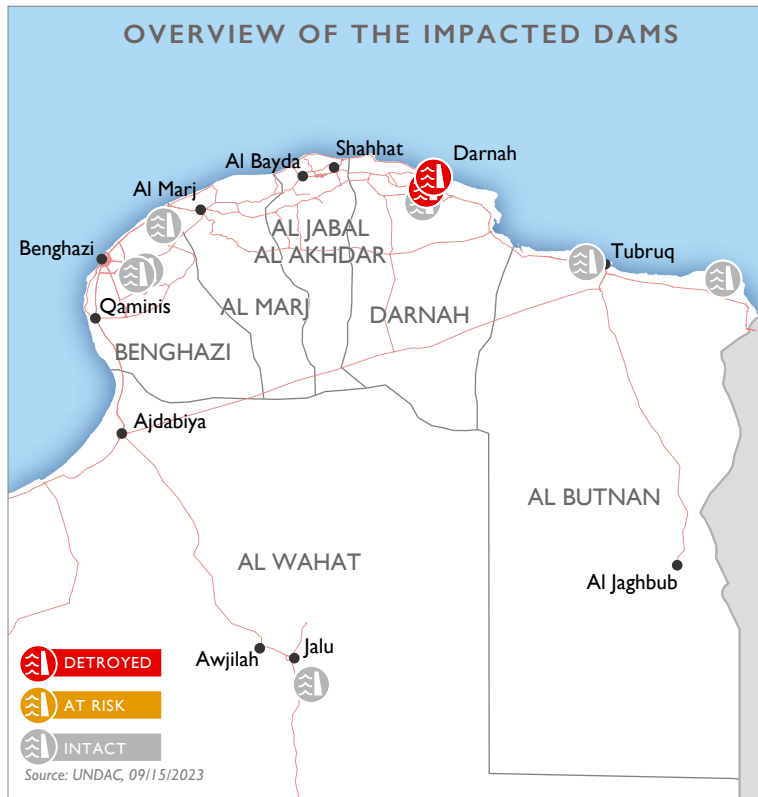 OVERVIEW OF THE IMPACTED DAMS
Shahhat
Darnah
Al Bayda
Al Marj
AL JABAL
AL AKHDAR
Benghazi
Tubruq
Qaminis
AL MARJ
DARNAH
BENGHAZI
Ajdabiya
AL BUTNAN
AL WAHAT
Al Jaghbub
Awjilah
Jalu
DETROYED
AT RISK
INTACT
Source: UNDAC, 09/15/2023